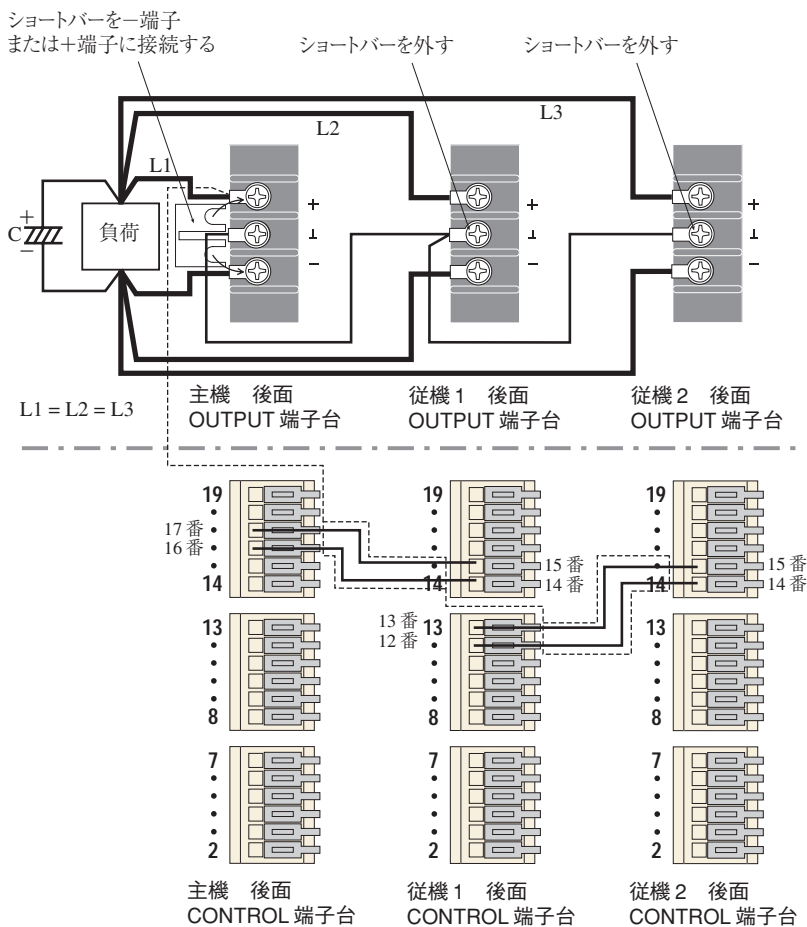 ショートバーを－端子
または＋端子に接続する
ショートバーを外す
ショートバーを外す
L3
L2
L1
+
C
−
負荷
+
⊥
−
+
⊥
−
+
⊥
−
L1 = L2 = L3
主機 後面
OUTPUT 端子台
従機 1 後面
OUTPUT 端子台
従機 2 後面
OUTPUT 端子台
19
17 番
16 番
14
13
8
7
2
19
14
15 番
14 番
13 番
12 番
13
8
7
2
19
14
15 番
14 番
13
8
7
2
主機 後面
CONTROL 端子台
従機 1 後面
CONTROL 端子台
従機 2 後面
CONTROL 端子台